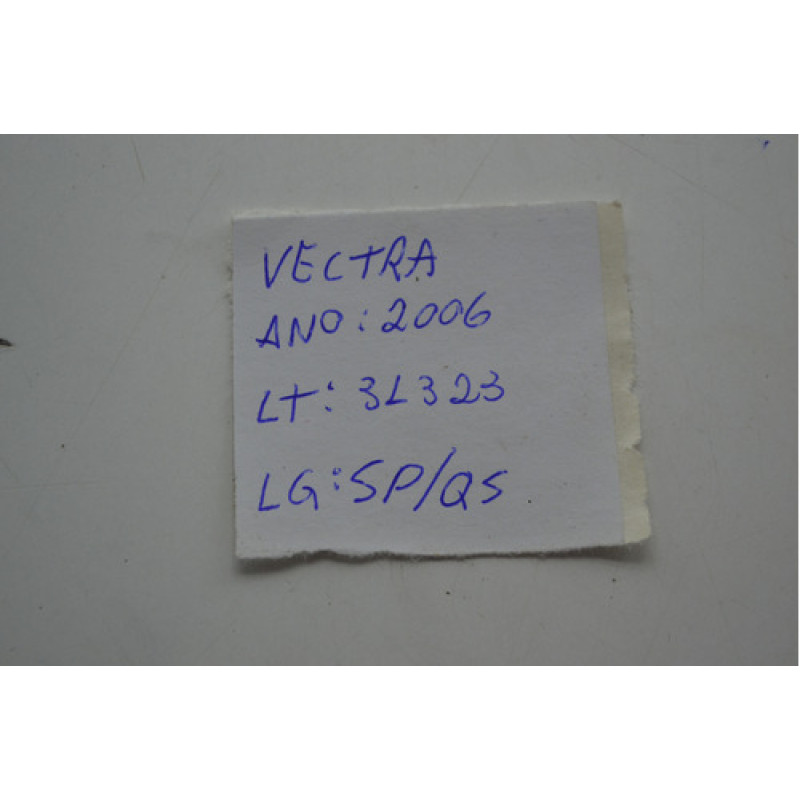 VECTRA
ANO: 2006
LT: 3L323
LG: SP/QS